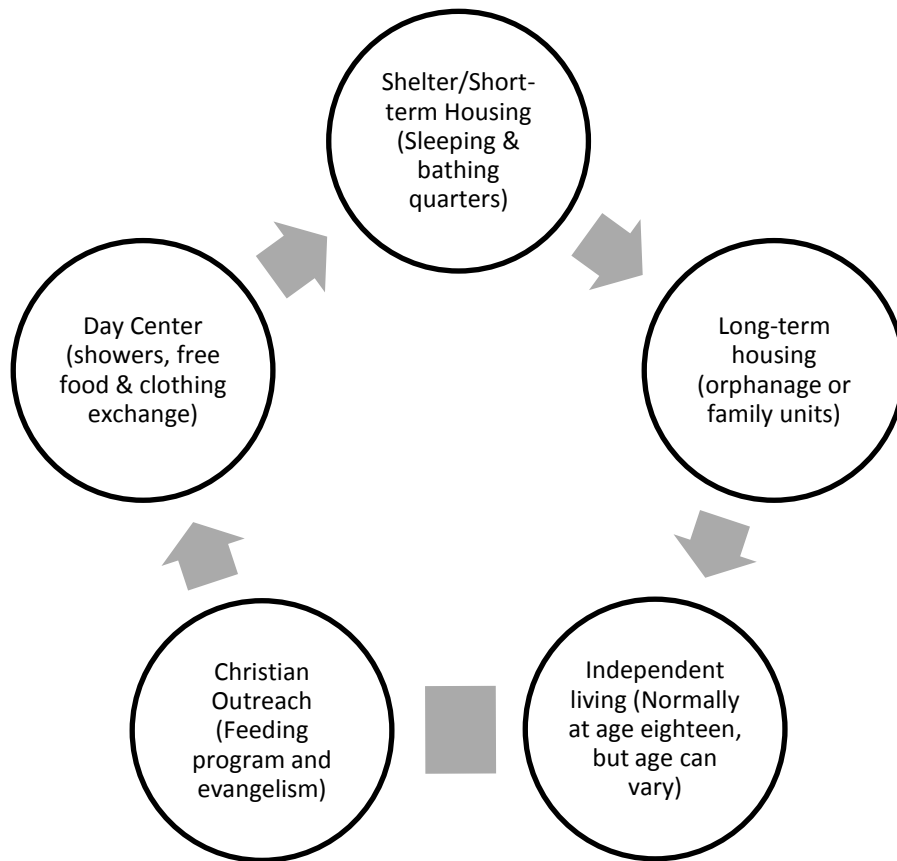 Shelter/Short-
term Housing
(Sleeping &
bathing
quarters)
Long-term
housing
(orphanage or
family units)
Independent
living (Normally
at age eighteen,
but age can
vary)
Christian
Outreach
(Feeding
program and
evangelism)
Day Center
(showers, free
food & clothing
exchange)